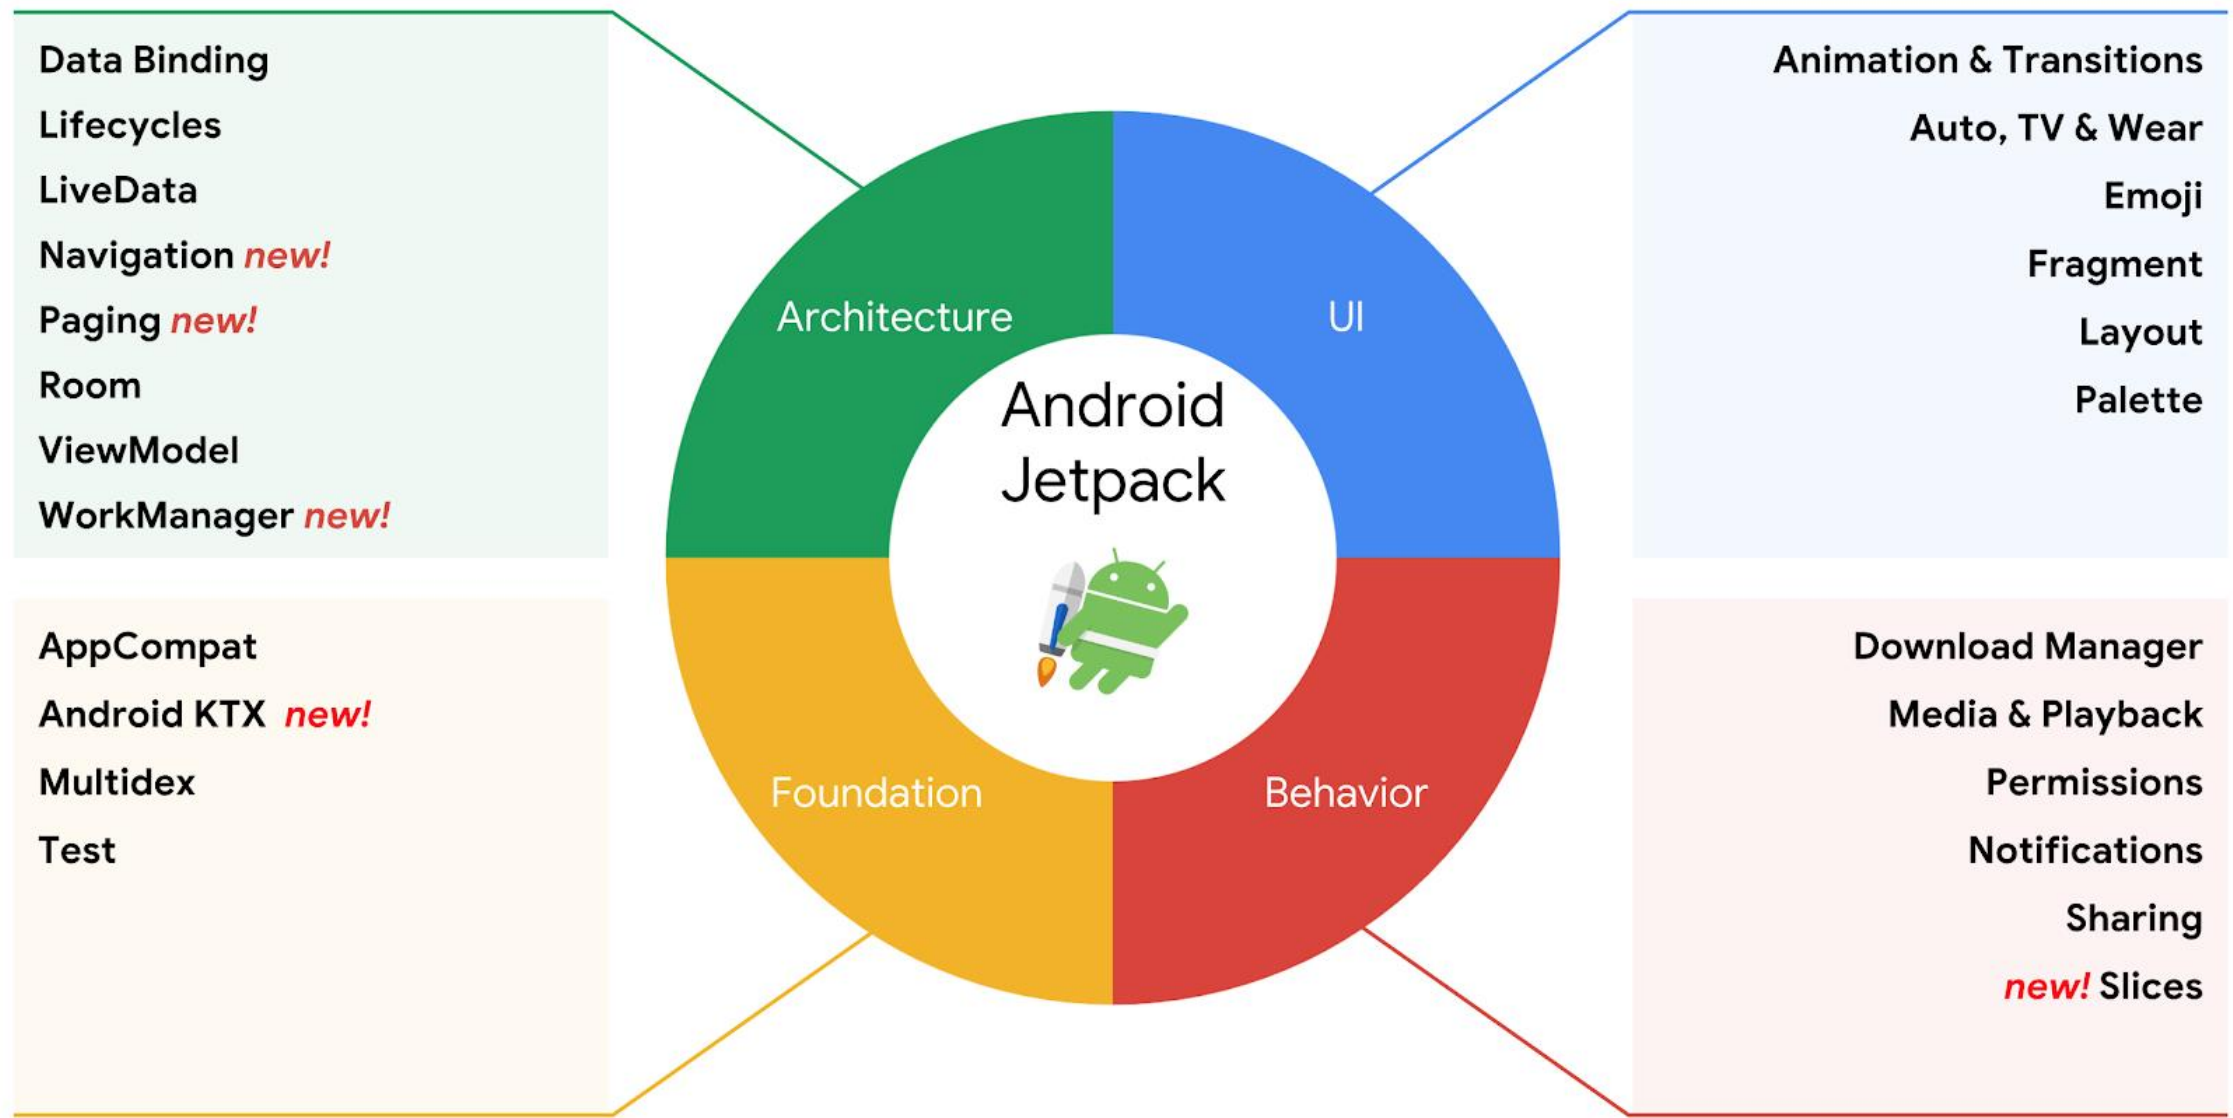 Data Binding
Lifecycles
LiveData
Navigation new!
Paging new!
Room
ViewModel
WorkManager new!
Animation & Transitions
Auto, TV & Wear
Emoji
Fragment
Layout
Palette
Architecture
UI
Android
Jetpack
Foundation
Behavior
AppCompat
Android KTX new!
Multidex
Test
Download Manager
Media & Playback
Permissions
Notifications
Sharing
new! Slices